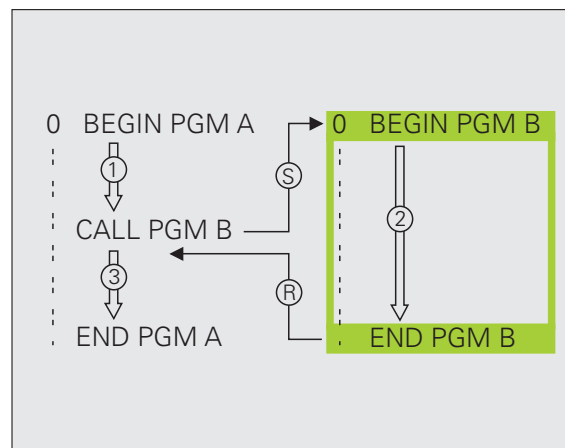 0 BEGIN PGM A
1
CALL PGM B
3
END PGM A
S
R
0 BEGIN PGM B
2
END PGM B